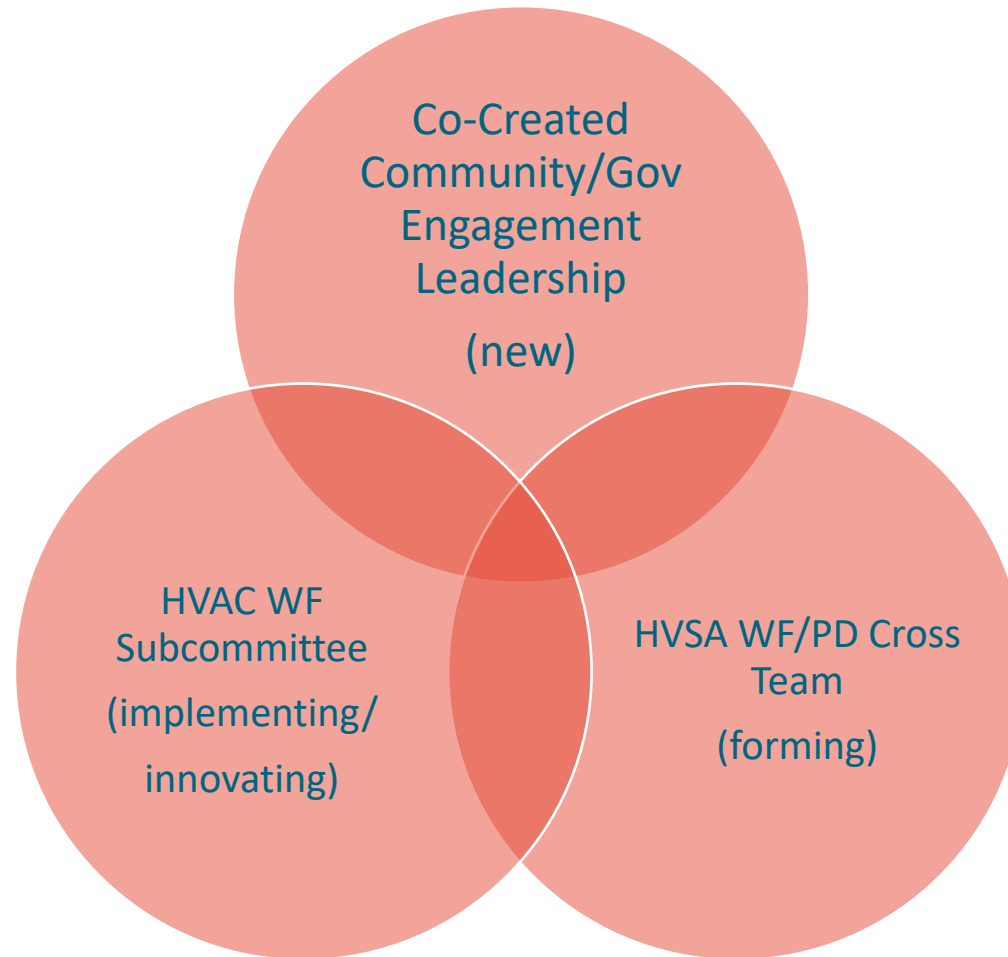 Co-Created
Community/Gov
Engagement
Leadership
(new)
HVAC WF
Subcommittee
(implementing/
innovating)
HVSA WF/PD Cross
Team
(forming)